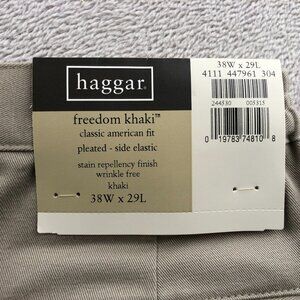 haggar.
freedom khaki™
classic american fit
pleated - side elastic
stain repellency finish
wrinkle free
khaki
38W x 29L
38W x 29L
4111 447961 304
244530 005315
0 19783 74810 8